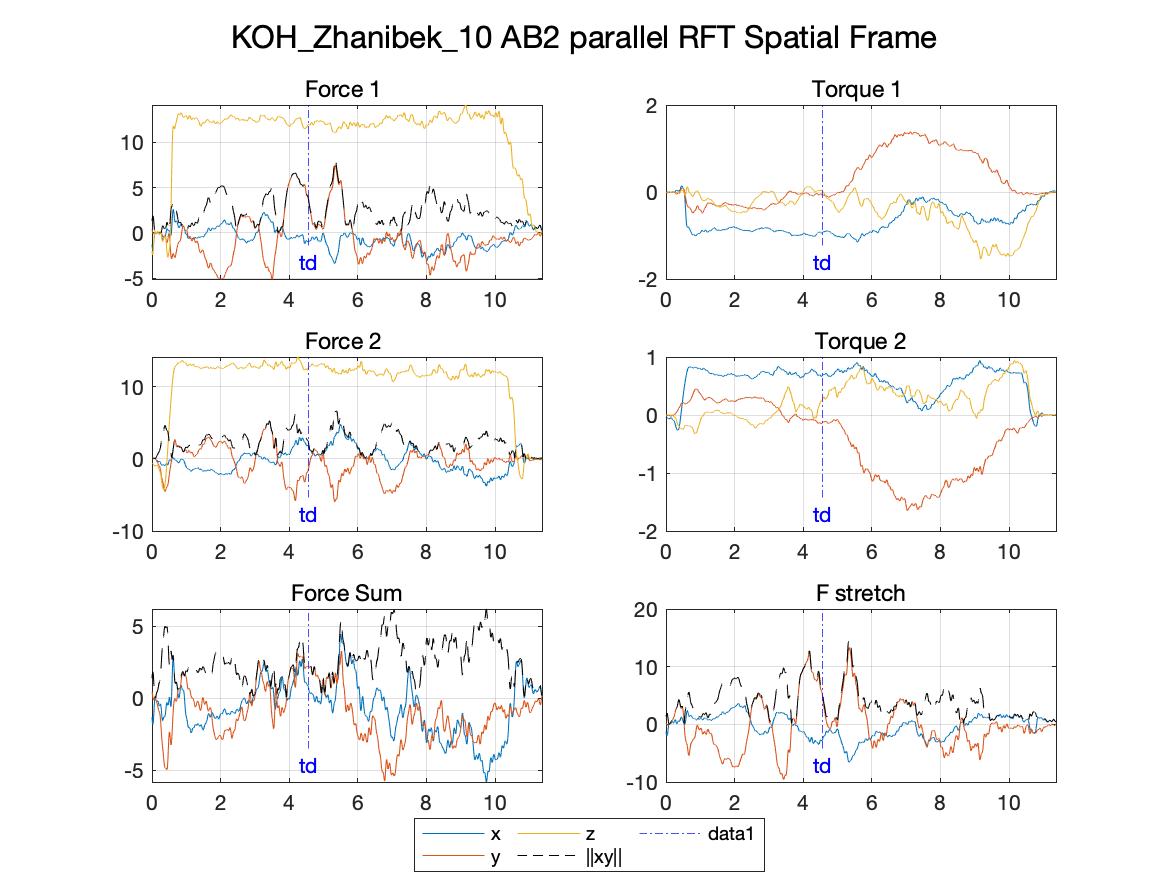 KOH_Zhanibek_10 AB2 parallel RFT Spatial Frame
Force 1
10
5
0
-5
td
0 2 4 6 8 10
Torque 1
2
0
-2
td
0 2 4 6 8 10
Force 2
10
0
-10
td
0 2 4 6 8 10
Torque 2
1
0
-1
-2
td
0 2 4 6 8 10
Force Sum
5
0
-5
td
0 2 4 6 8 10
F stretch
20
10
0
-10
td
0 2 4 6 8 10
x z data1
y ||xy||